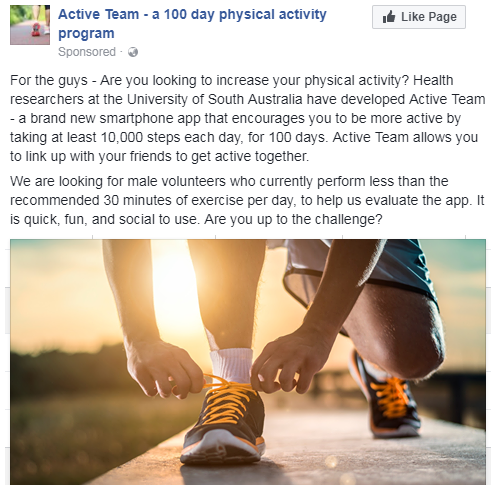 Active Team - a 100 day physical activity
program
Like Page
Sponsored ·
For the guys - Are you looking to increase your physical activity? Health
researchers at the University of South Australia have developed Active Team
- a brand new smartphone app that encourages you to be more active by
taking at least 10,000 steps each day, for 100 days. Active Team allows you
to link up with your friends to get active together.
We are looking for male volunteers who currently perform less than the
recommended 30 minutes of exercise per day, to help us evaluate the app. It
is quick, fun, and social to use. Are you up to the challenge?